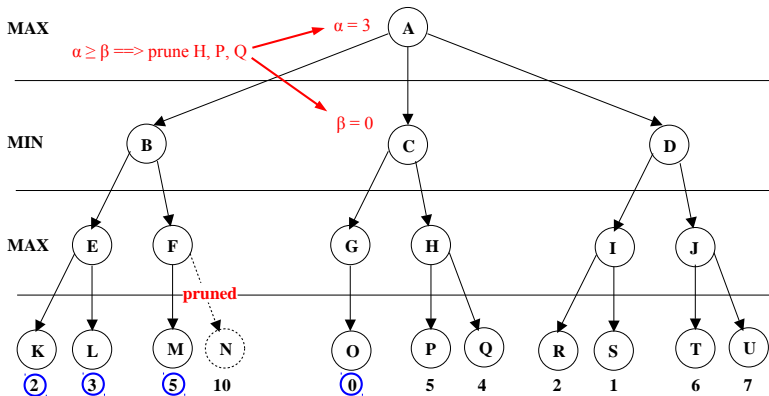 MAX
A
α = 3
α ≥ β ==> prune H, P, Q
β = 0
MIN
B
C
D
MAX
E
F
G
H
I
J
pruned
K
L
M
N
O
P
Q
R
S
T
U
2
3
5
10
0
5
4
2
1
6
7